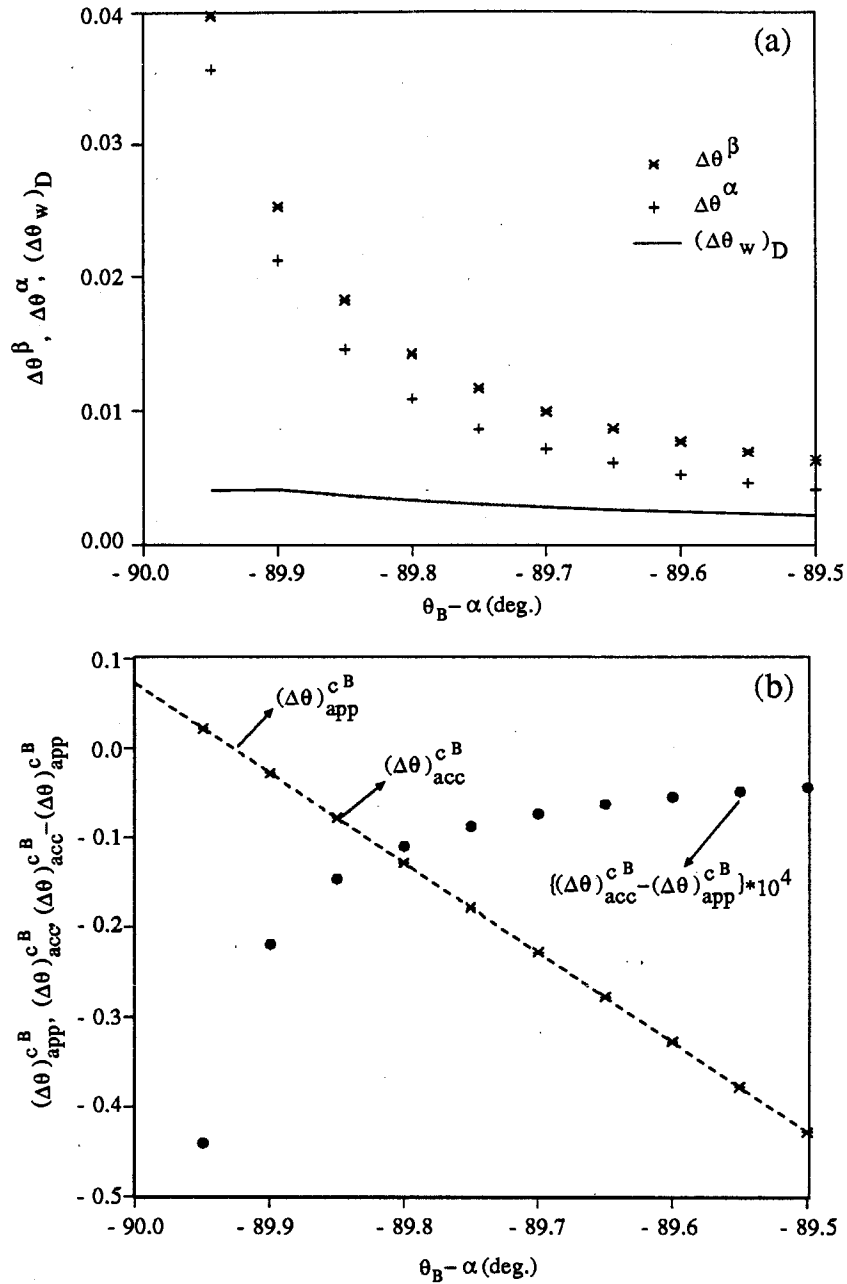 (a)
0.04
0.03
0.02
0.01
0.00
Δθ^β, Δθ^α, (Δθ_w)_D
Δθ^β
Δθ^α
(Δθ_w)_D
- 90.0 - 89.9 - 89.8 - 89.7 - 89.6 - 89.5
θ_B – α (deg.)
(b)
0.1
0.0
- 0.1
- 0.2
- 0.3
- 0.4
- 0.5
(Δθ)^{c B}_{app}, (Δθ)^{c B}_{acc}, (Δθ)^{c B}_{acc}–(Δθ)^{c B}_{app}
(Δθ)^{c B}_{app}
(Δθ)^{c B}_{acc}
{(Δθ)^{c B}_{acc}–(Δθ)^{c B}_{app}}*10^4
- 90.0 - 89.9 - 89.8 - 89.7 - 89.6 - 89.5
θ_B – α (deg.)